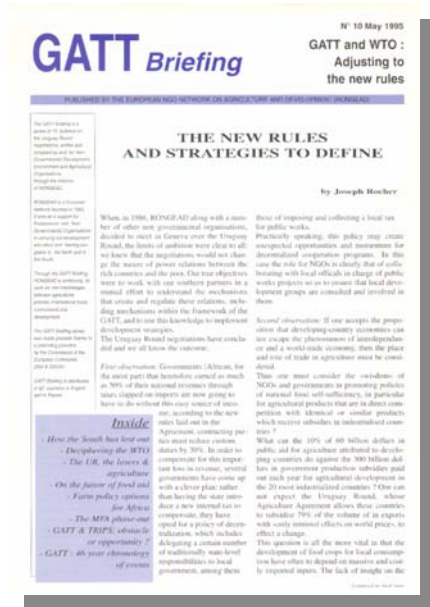 N° 10 May 1995
GATT Briefing
GATT and WTO :
Adjusting to
the new rules
PUBLISHED BY THE EUROPEAN NGO NETWORK ON AGRICULTURE AND DEVELOPMENT (RONGEAD)
THE NEW RULES
AND STRATEGIES TO DEFINE
by Joseph Rocher
When, in 1986, RONGEAD along with a num-
ber of other non governmental organisations,
decided to meet in Geneva over the Uruguay
Round, the limits of ambition were clear to all:
we knew that the negotiations would not chan-
ge the nature of power relations between the
rich countries and the poor. Our true objectives
were to work with our southern partners in a
mutual effort to understand the mechanisms
that create and regulate these relations, inclu-
ding mechanisms within the framework of the
GATT, and to use this knowledge to implement
development strategies.
The Uruguay Round negotiations have conclu-
ded and we all know the outcome.
First observation: Governments (African, for
the most part) that heretofore earned as much
as 50% of their national revenues through
taxes slapped on imports are now going to
have to do without this easy source of inco-
me, according to the new
rules laid out in the
Agreement, contracting par-
ties must reduce custom
duties by 30%. In order to
compensate for this impor-
tant loss in revenue, several
governments have come up
with a clever plan: rather
than having the state intro-
duce a new internal tax to
compensate, they have
opted for a policy of decen-
tralization, which includes
delegating a certain number
of traditionally state-level
responsibilities to local
government, among them
those of imposing and collecting a local tax
for public works.
Practically speaking, this policy may create
unexpected opportunities and momentum for
decentralized cooperation programs. In this
case the role for NGOs is clearly that of colla-
borating with local officials in charge of public
works projects so as to ensure that local deve-
lopment groups are consulted and involved in
them.
Second observation: If one accepts the propo-
sition that developing-country economies can
not escape the phenomenon of interdependan-
ce and a world-trade economy, then the place
and role of trade in agriculture must be consi-
dered.
Thus one must consider the «wisdom» of
NGOs and governments in promoting policies
of national food self-sufficiency, in particular
for agricultural products that are in direct com-
petition with identical or similar products
which receive subsidies in industrialised coun-
tries ?
What can the 10% of 60 billion dollars in
public aid for agriculture attributed to develo-
ping countries do against the 300 billion dol-
lars in government production subsidies paid
out each year for agricultural development in
the 20 most industrialized countries ? One can
not expect the Uruguay Round, whose
Agriculture Agreement allows these countries
to subsidize 79% of the volume of in exports
with «only minimal effects on world price», to
effect a change.
This question is all the more vital in that the
development of food crops for local consump-
tion have often to depend on massive and cost-
ly imported inputs. The lack of insight on the
Inside
- How the South has lost out
- Deciphering the WTO
- The UR, the losers &
agriculture
- On the future of food aid
- Farm policy options
for Africa
- The MFA phase-out
- GATT & TRIPS: obstacle
or opportunity ?
- GATT : 46 year chronology
of events